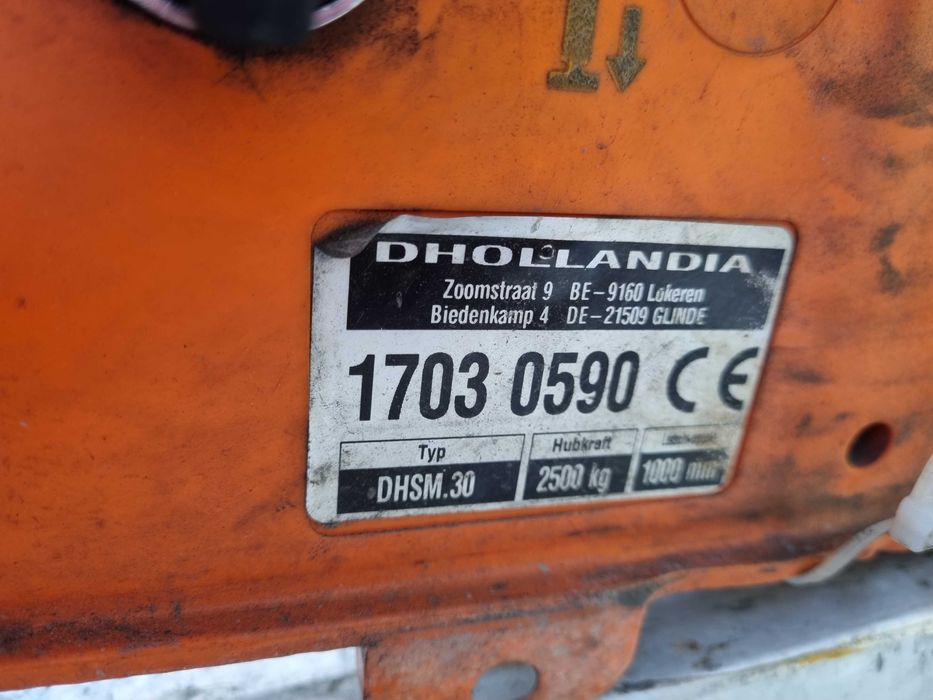 DHOLLANDIA
Zoomstraat 9 BE-9160 Lokeren
Biedenkamp 4 DE-21509 GLINDE
1703 0590 CE
Typ Hubkraft
DHSM.30 2500 kg 1000 mm